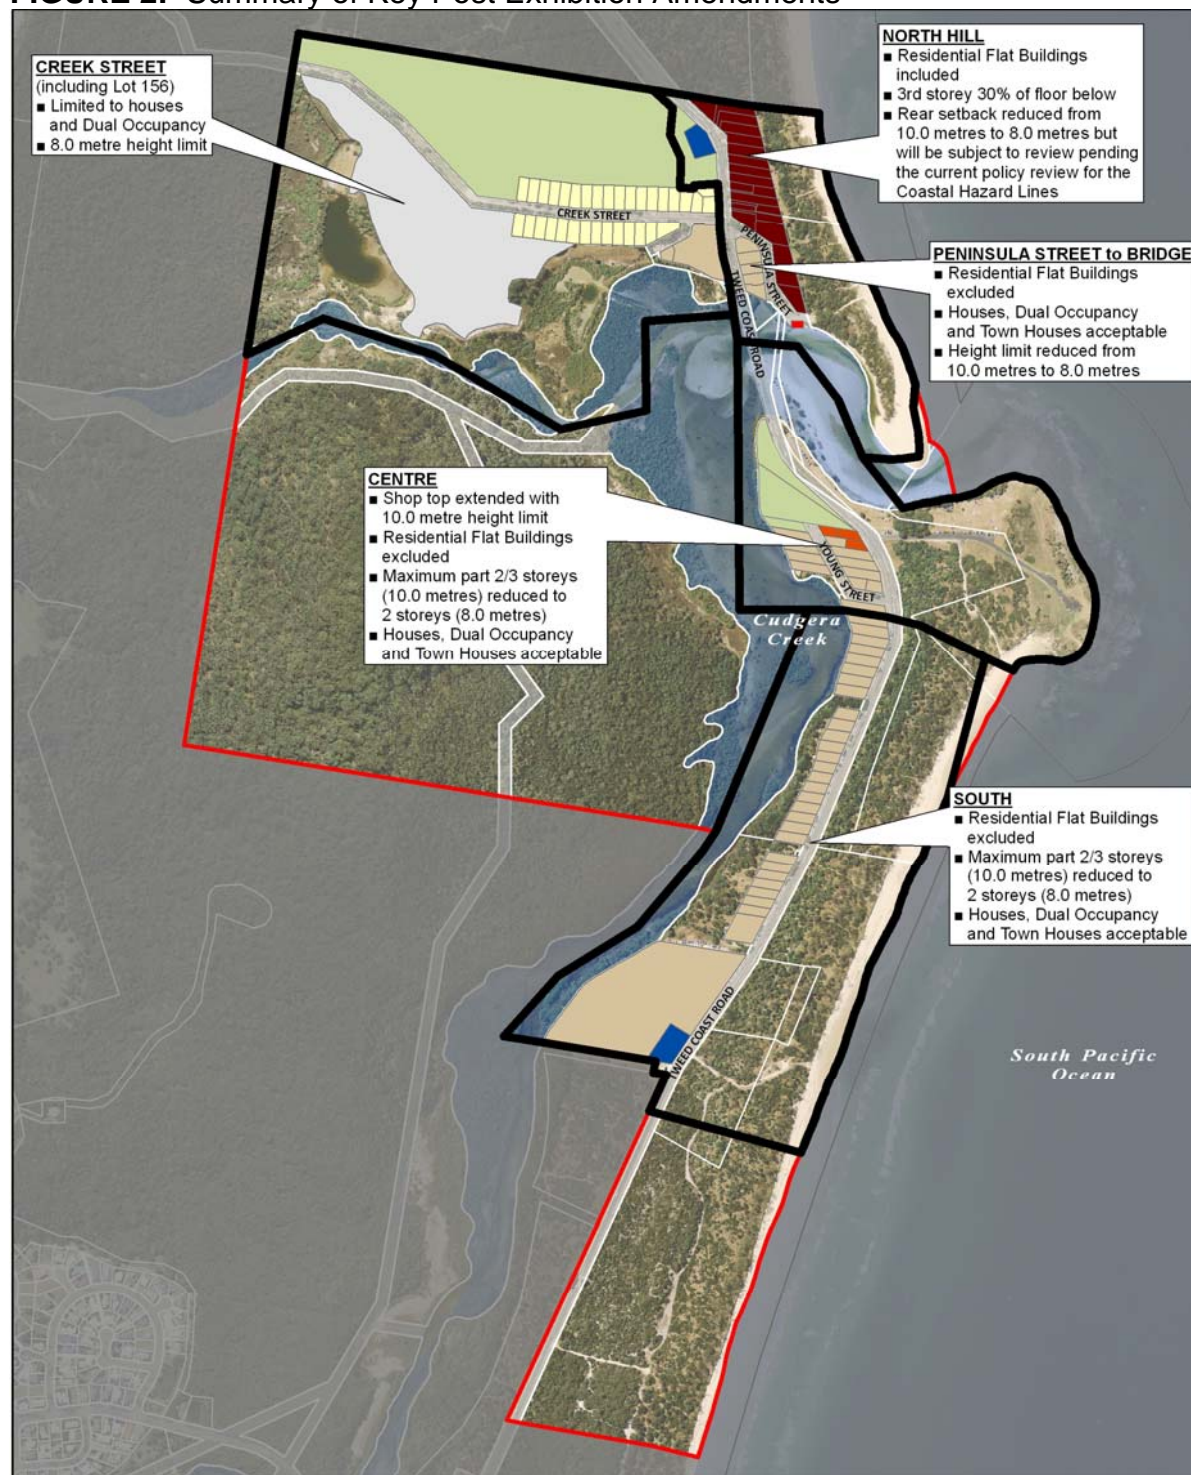 FIGURE 2: Summary of Key Post Exhibition Amendments
CREEK STREET
(including Lot 156)
■ Limited to houses
and Dual Occupancy
■ 8.0 metre height limit
NORTH HILL
■ Residential Flat Buildings
included
■ 3rd storey 30% of floor below
■ Rear setback reduced from
10.0 metres to 8.0 metres but
will be subject to review pending
the current policy review for the
Coastal Hazard Lines
PENINSULA STREET to BRIDGE
■ Residential Flat Buildings
excluded
■ Houses, Dual Occupancy
and Town Houses acceptable
■ Height limit reduced from
10.0 metres to 8.0 metres
CREEK STREET
PENINSULA STREET
TWEED COAST ROAD
CENTRE
■ Shop top extended with
10.0 metre height limit
■ Residential Flat Buildings
excluded
■ Maximum part 2/3 storeys
(10.0 metres) reduced to
2 storeys (8.0 metres)
■ Houses, Dual Occupancy
and Town Houses acceptable
YOUNG STREET
Cudgera
Creek
SOUTH
■ Residential Flat Buildings
excluded
■ Maximum part 2/3 storeys
(10.0 metres) reduced to
2 storeys (8.0 metres)
■ Houses, Dual Occupancy
and Town Houses acceptable
TWEED COAST ROAD
South Pacific
Ocean